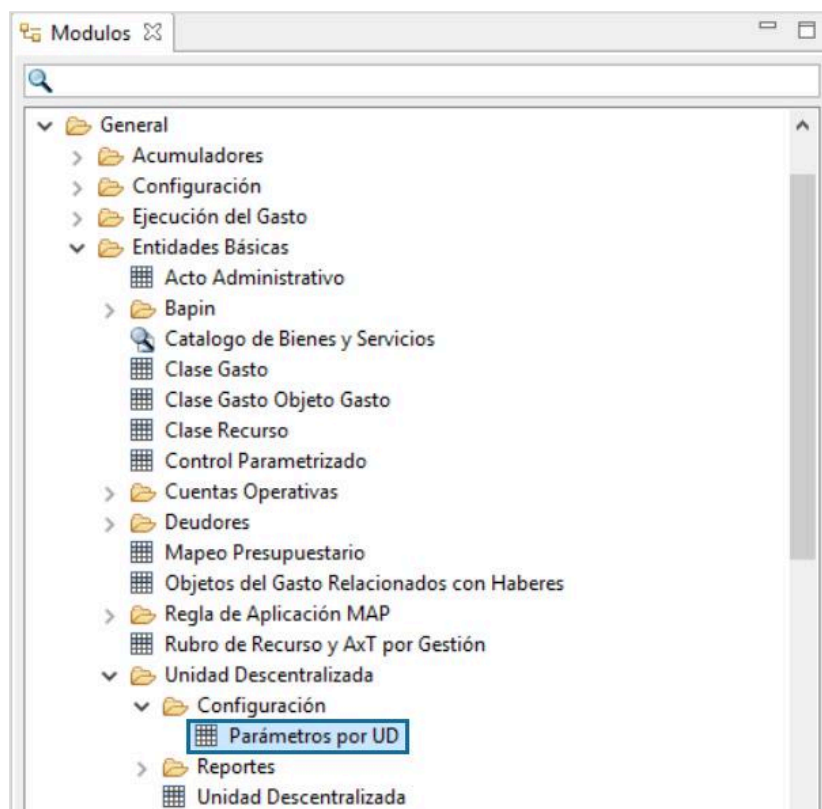 Modulos
General
Acumuladores
Configuración
Ejecución del Gasto
Entidades Básicas
Acto Administrativo
Bapin
Catalogo de Bienes y Servicios
Clase Gasto
Clase Gasto Objeto Gasto
Clase Recurso
Control Parametrizado
Cuentas Operativas
Deudores
Mapeo Presupuestario
Objetos del Gasto Relacionados con Haberes
Regla de Aplicación MAP
Rubro de Recurso y AxT por Gestión
Unidad Descentralizada
Configuración
Parámetros por UD
Reportes
Unidad Descentralizada